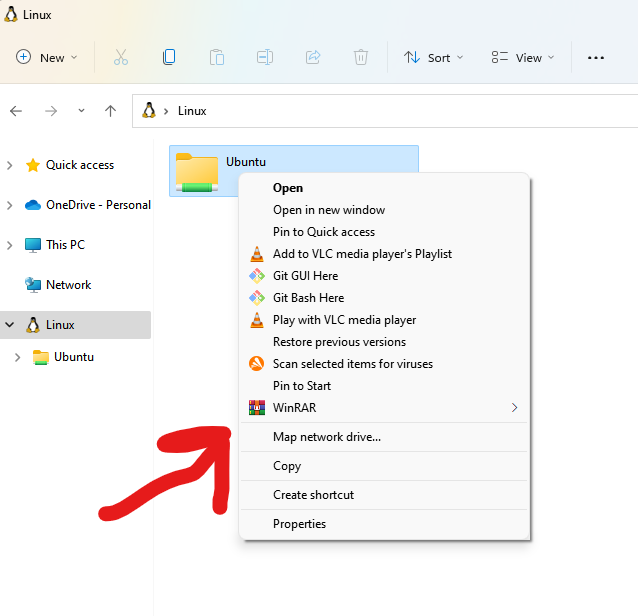 Linux
New
Sort
View
Linux
Quick access
OneDrive - Personal
This PC
Network
Linux
Ubuntu
Ubuntu
Open
Open in new window
Pin to Quick access
Add to VLC media player's Playlist
Git GUI Here
Git Bash Here
Play with VLC media player
Restore previous versions
Scan selected items for viruses
Pin to Start
WinRAR
Map network drive...
Copy
Create shortcut
Properties